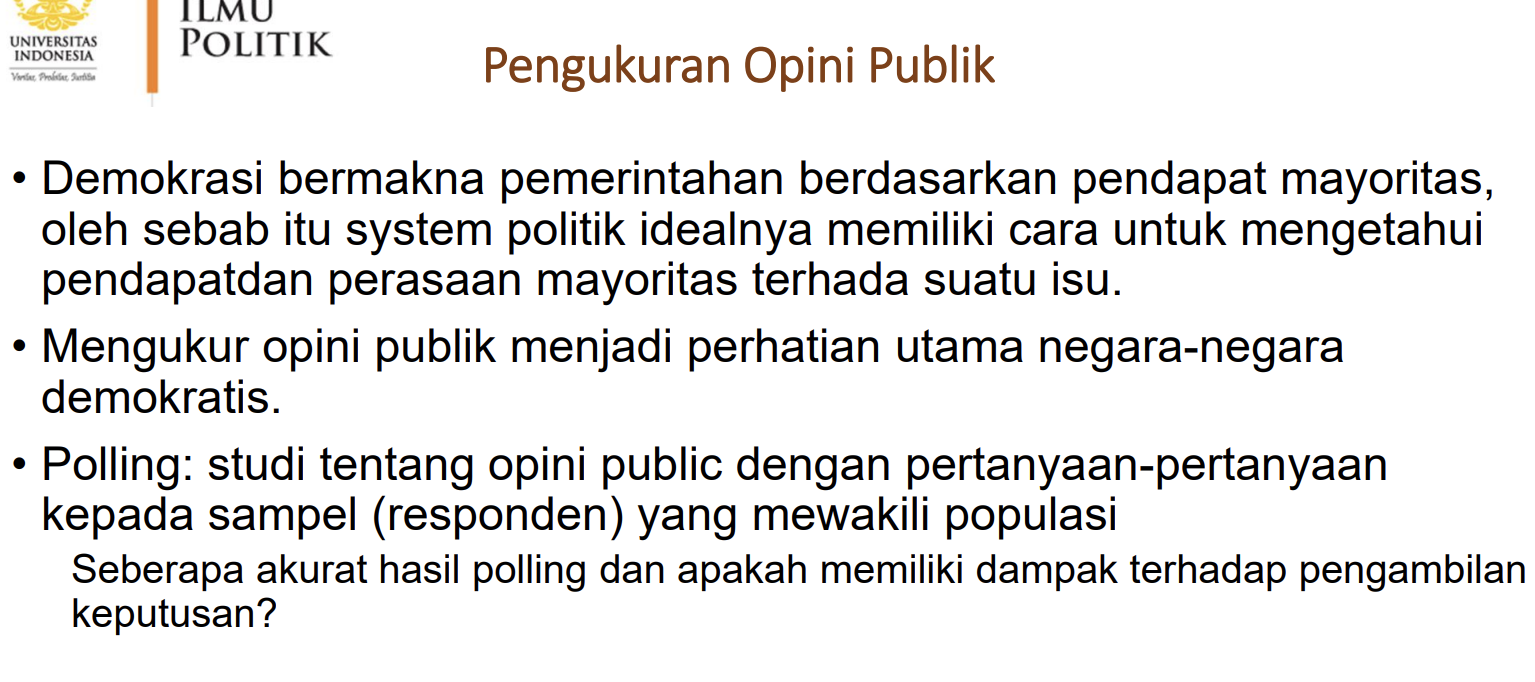 ILMU
POLITIK
UNIVERSITAS
INDONESIA
Veritas, Probitas, Justitia
Pengukuran Opini Publik
• Demokrasi bermakna pemerintahan berdasarkan pendapat mayoritas,
oleh sebab itu system politik idealnya memiliki cara untuk mengetahui
pendapatdan perasaan mayoritas terhada suatu isu.
• Mengukur opini publik menjadi perhatian utama negara-negara
demokratis.
• Polling: studi tentang opini public dengan pertanyaan-pertanyaan
kepada sampel (responden) yang mewakili populasi
Seberapa akurat hasil polling dan apakah memiliki dampak terhadap pengambilan
keputusan?